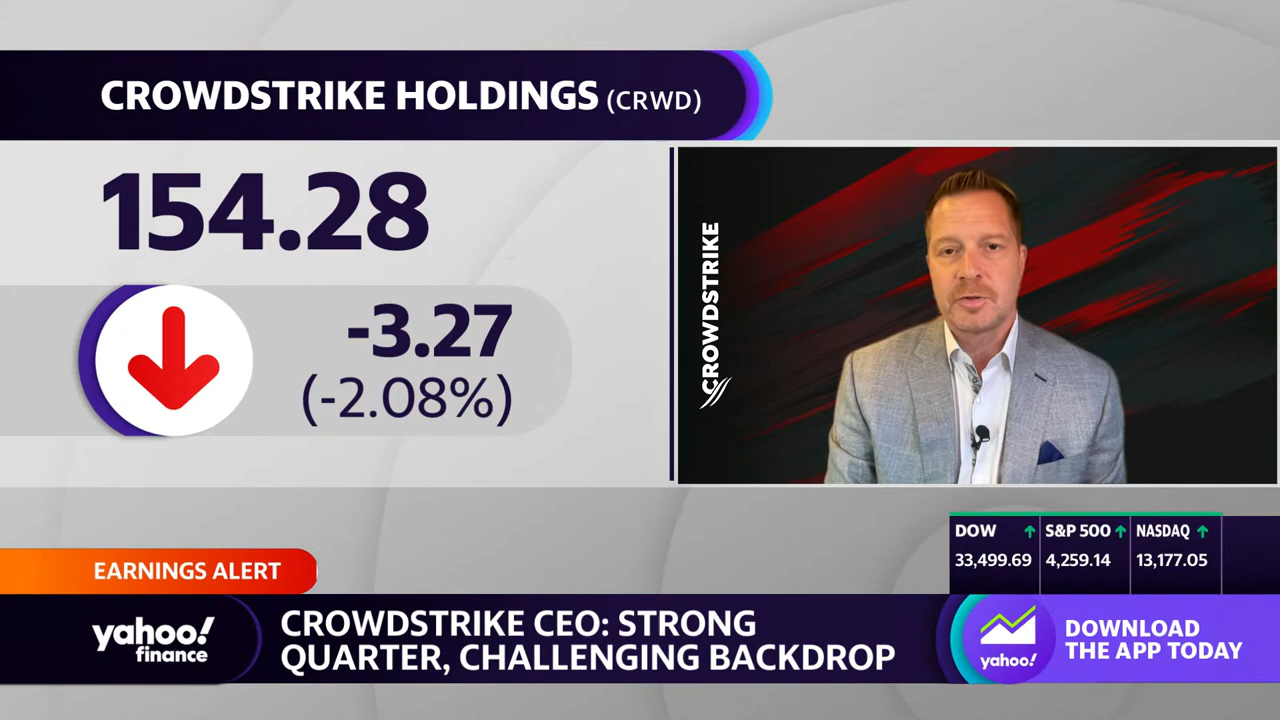 CROWDSTRIKE HOLDINGS (CRWD)
154.28
-3.27
(-2.08%)
CROWDSTRIKE
DOW
33,499.69
S&P 500
4,259.14
NASDAQ
13,177.05
EARNINGS ALERT
yahoo!
finance
CROWDSTRIKE CEO: STRONG
QUARTER, CHALLENGING BACKDROP
yahoo!
DOWNLOAD
THE APP TODAY